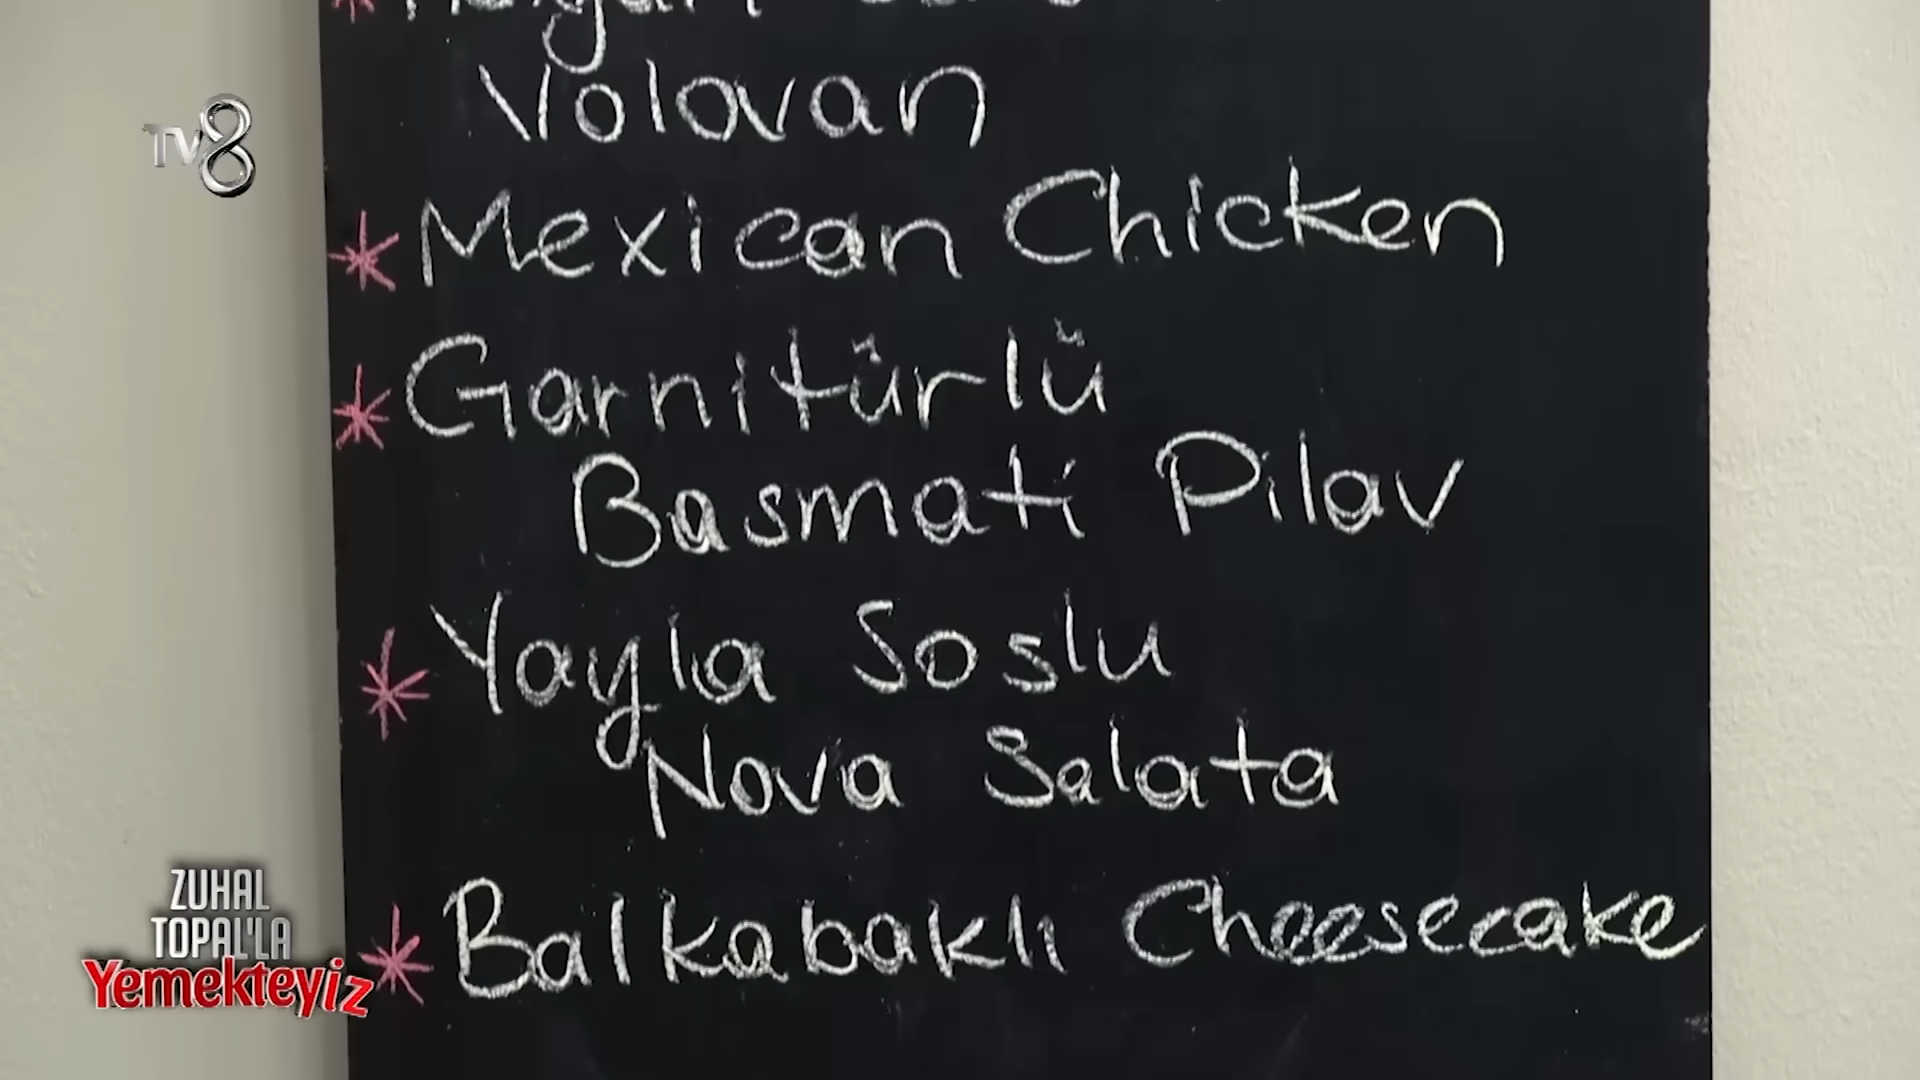 Volovan
TV8
* Mexican Chicken
* Garnitürlü
Basmati Pilav
* Yayla Soslu
Nova Salata
* Balkabaklı Cheesecake
ZUHAL
TOPAL'LA
Yemekteyiz